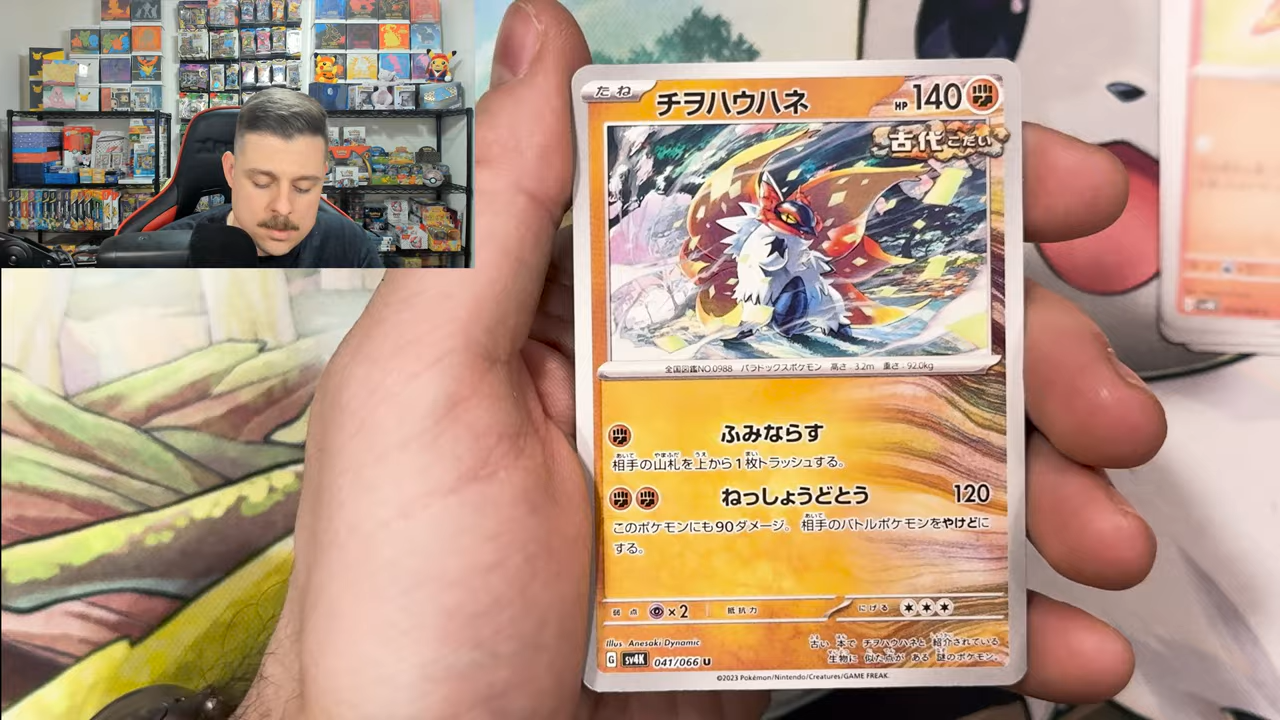 たね
チヲハウハネ
HP 140
古代 こだい
全国図鑑NO.0988 パラドックスポケモン 高さ:3.2m 重さ:92.0kg
ふみならす
相手の山札を上から1枚トラッシュする。
ねっしょうどとう 120
このポケモンにも90ダメージ。相手のバトルポケモンをやけどに
する。
弱点 ×2 抵抗力 にげる
Illus. Anesaki Dynamic
古い本で チヲハウハネと 紹介されている
生物に 似た点が ある 謎のポケモン。
G sv4K 041/066 U
©2023 Pokémon/Nintendo/Creatures/GAME FREAK.